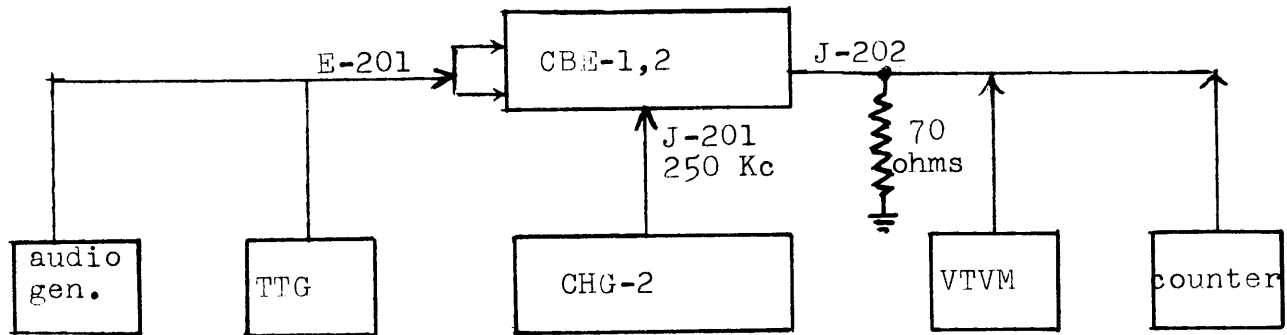 E-201
CBE-1,2
J-202
J-201
250 Kc
70
ohms
audio
gen.
TTG
CHG-2
VTVM
counter